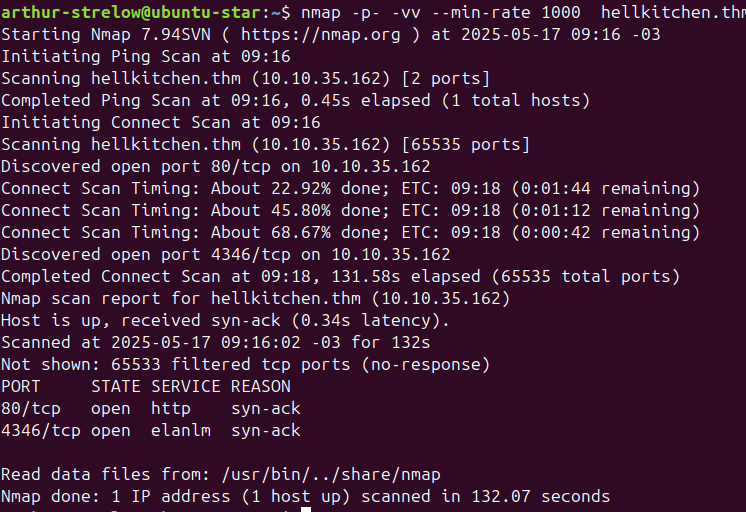 arthur-strelow@ubuntu-star:~$ nmap -p- -vv --min-rate 1000  hellkitchen.thm
Starting Nmap 7.94SVN ( https://nmap.org ) at 2025-05-17 09:16 -03
Initiating Ping Scan at 09:16
Scanning hellkitchen.thm (10.10.35.162) [2 ports]
Completed Ping Scan at 09:16, 0.45s elapsed (1 total hosts)
Initiating Connect Scan at 09:16
Scanning hellkitchen.thm (10.10.35.162) [65535 ports]
Discovered open port 80/tcp on 10.10.35.162
Connect Scan Timing: About 22.92% done; ETC: 09:18 (0:01:44 remaining)
Connect Scan Timing: About 45.80% done; ETC: 09:18 (0:01:12 remaining)
Connect Scan Timing: About 68.67% done; ETC: 09:18 (0:00:42 remaining)
Discovered open port 4346/tcp on 10.10.35.162
Completed Connect Scan at 09:18, 131.58s elapsed (65535 total ports)
Nmap scan report for hellkitchen.thm (10.10.35.162)
Host is up, received syn-ack (0.34s latency).
Scanned at 2025-05-17 09:16:02 -03 for 132s
Not shown: 65533 filtered tcp ports (no-response)
PORT     STATE SERVICE REASON
80/tcp   open  http    syn-ack
4346/tcp open  elanlm  syn-ack
Read data files from: /usr/bin/../share/nmap
Nmap done: 1 IP address (1 host up) scanned in 132.07 seconds